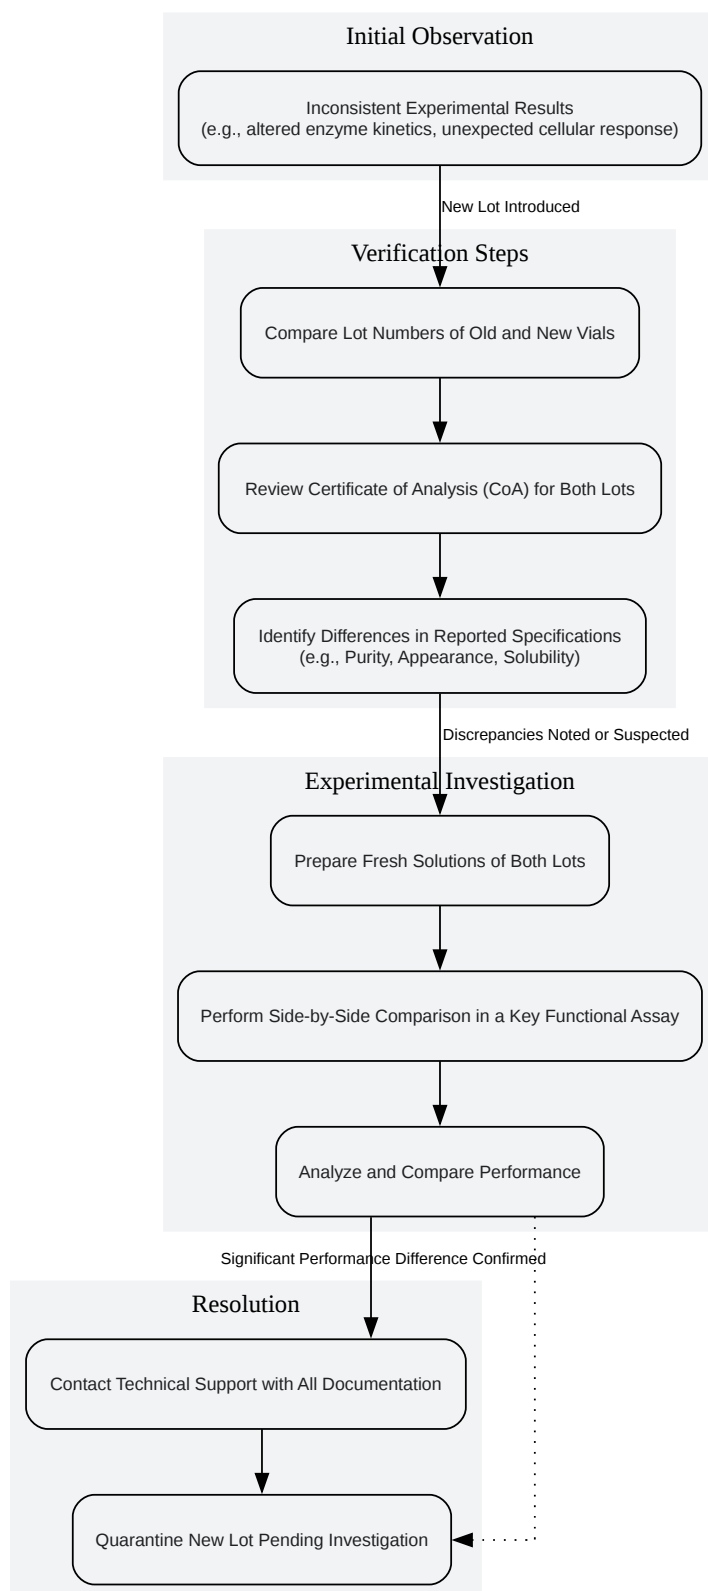 Initial Observation
Inconsistent Experimental Results
(e.g., altered enzyme kinetics, unexpected cellular response)
New Lot Introduced
Verification Steps
Compare Lot Numbers of Old and New Vials
Review Certificate of Analysis (CoA) for Both Lots
Identify Differences in Reported Specifications
(e.g., Purity, Appearance, Solubility)
Discrepancies Noted or Suspected
Experimental Investigation
Prepare Fresh Solutions of Both Lots
Perform Side-by-Side Comparison in a Key Functional Assay
Analyze and Compare Performance
Significant Performance Difference Confirmed
Resolution
Contact Technical Support with All Documentation
Quarantine New Lot Pending Investigation